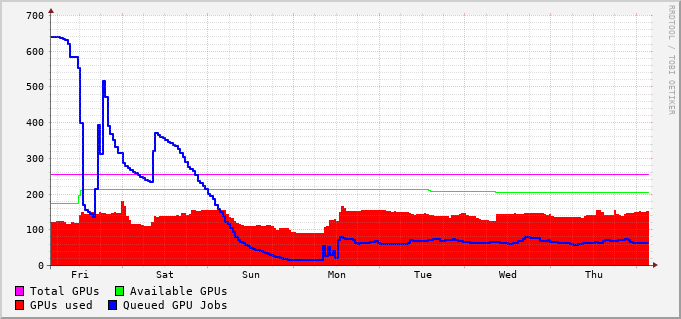 700
600
500
400
300
200
100
0
Fri Sat Sun Mon Tue Wed Thu
Total GPUs Available GPUs
GPUs used Queued GPU Jobs
RRDTOOL / TOBI OETIKER